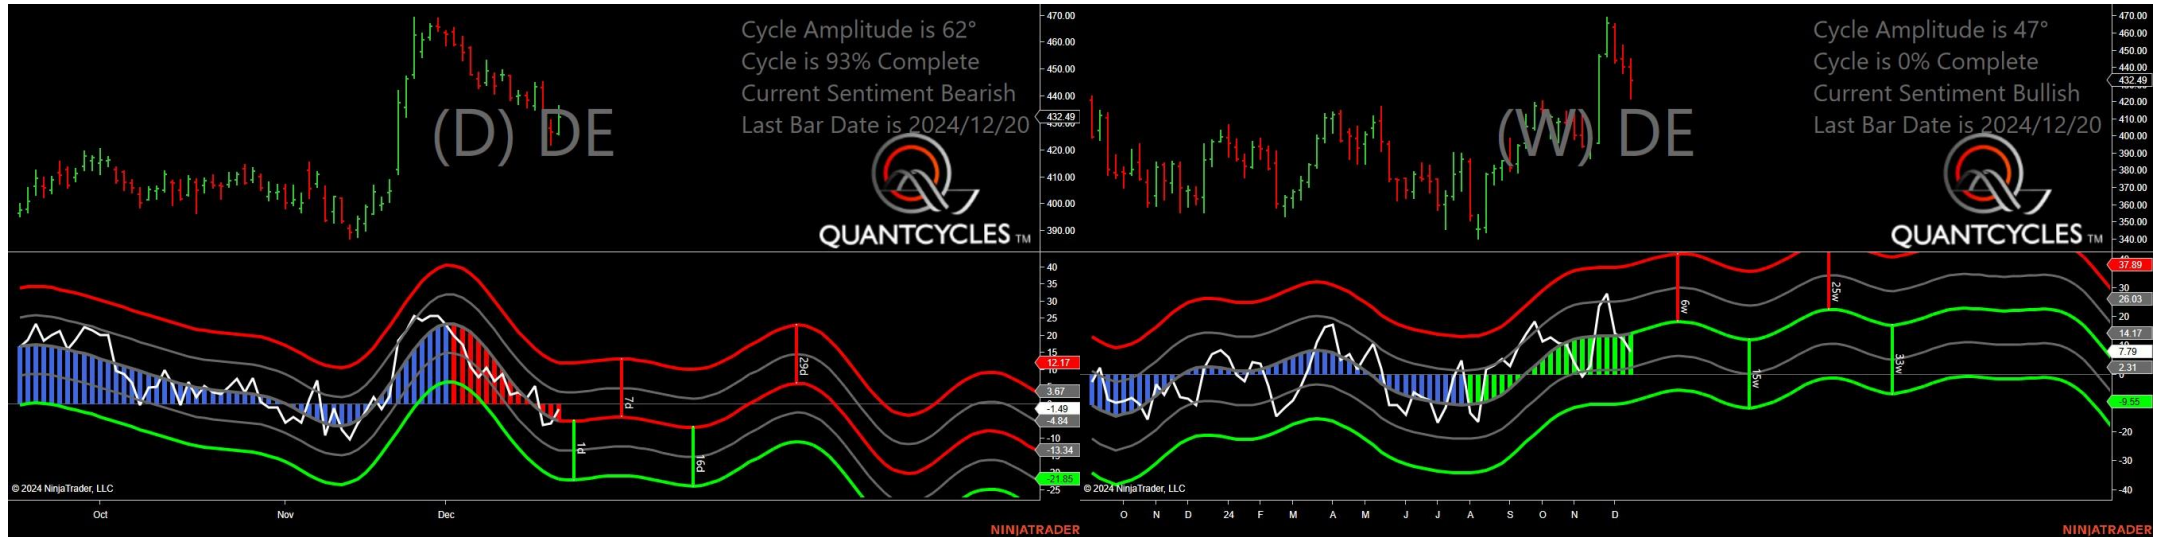 Cycle Amplitude is 62°
Cycle is 93% Complete
Current Sentiment Bearish
Last Bar Date is 2024/12/20
(D) DE
QUANTCYCLES TM
470.00
460.00
450.00
440.00
432.49
420.00
410.00
400.00
390.00
40
35
30
25
20
15
12.17
10
3.67
-1.49
-4.84
-10
-13.34
-21.85
-25
7d
29d
1d
16d
© 2024 NinjaTrader, LLC
Oct Nov Dec
NINJATRADER
Cycle Amplitude is 47°
Cycle is 0% Complete
Current Sentiment Bullish
Last Bar Date is 2024/12/20
(W) DE
QUANTCYCLES TM
470.00
460.00
450.00
440.00
432.49
420.00
410.00
400.00
390.00
380.00
370.00
360.00
350.00
340.00
37.89
30
26.03
20
14.17
7.79
2.31
-9.55
-20
-30
-40
6w
25w
15w
33w
© 2024 NinjaTrader, LLC
O N D 24 F M A M J J A S O N D
NINJATRADER